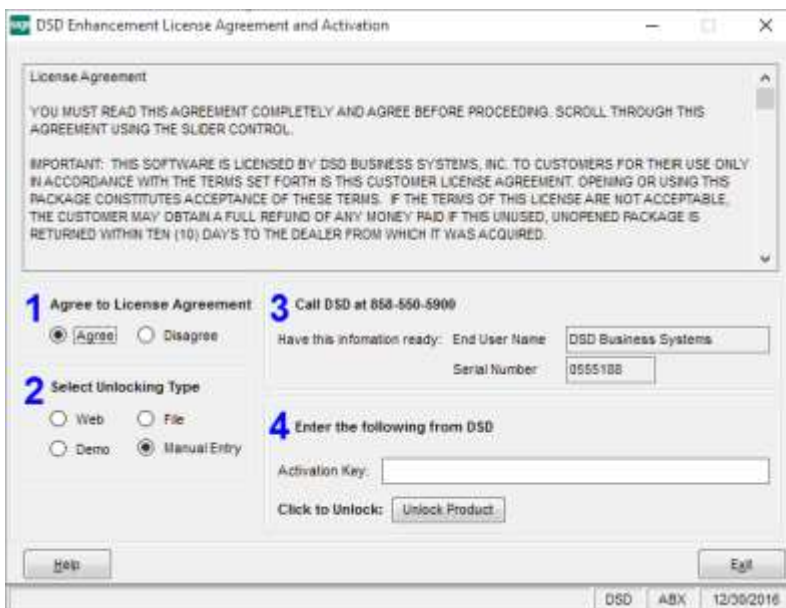 sage DSD Enhancement License Agreement and Activation
License Agreement
YOU MUST READ THIS AGREEMENT COMPLETELY AND AGREE BEFORE PROCEEDING. SCROLL THROUGH THIS
AGREEMENT USING THE SLIDER CONTROL.
IMPORTANT: THIS SOFTWARE IS LICENSED BY DSD BUSINESS SYSTEMS, INC. TO CUSTOMERS FOR THEIR USE ONLY
IN ACCORDANCE WITH THE TERMS SET FORTH IS THIS CUSTOMER LICENSE AGREEMENT. OPENING OR USING THIS
PACKAGE CONSTITUTES ACCEPTANCE OF THESE TERMS. IF THE TERMS OF THIS LICENSE ARE NOT ACCEPTABLE,
THE CUSTOMER MAY OBTAIN A FULL REFUND OF ANY MONEY PAID IF THIS UNUSED, UNOPENED PACKAGE IS
RETURNED WITHIN TEN (10) DAYS TO THE DEALER FROM WHICH IT WAS ACQUIRED.
1 Agree to License Agreement
Agree Disagree
2 Select Unlocking Type
Web File
Demo Manual Entry
3 Call DSD at 858-550-5900
Have this infomation ready: End User Name DSD Business Systems
Serial Number 0555188
4 Enter the following from DSD
Activation Key:
Click to Unlock: Unlock Product
Help Exit
DSD ABX 12/30/2016